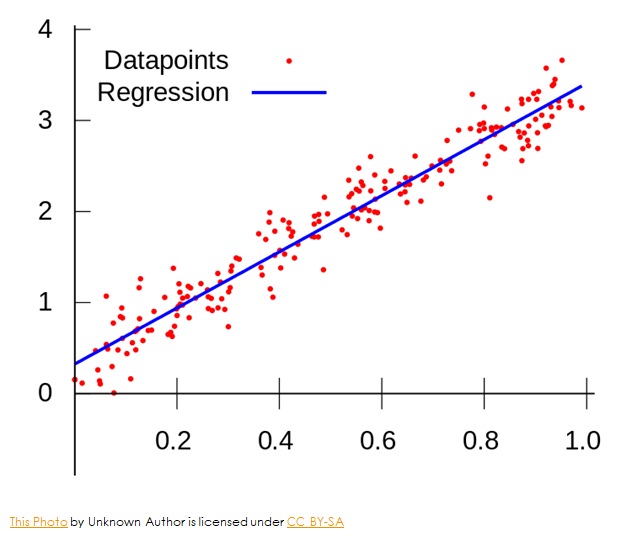 4
Datapoints
Regression
3
2
1
0
0.2 0.4 0.6 0.8 1.0
This Photo by Unknown Author is licensed under CC BY-SA